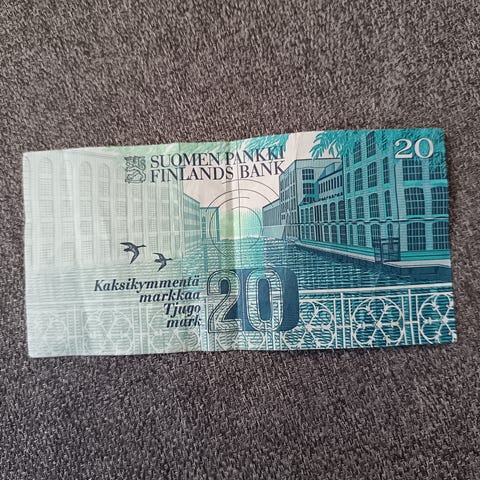 SUOMEN PANKKI
FINLANDS BANK
20
Kaksikymmentä
markkaa
Tjugo
mark
20